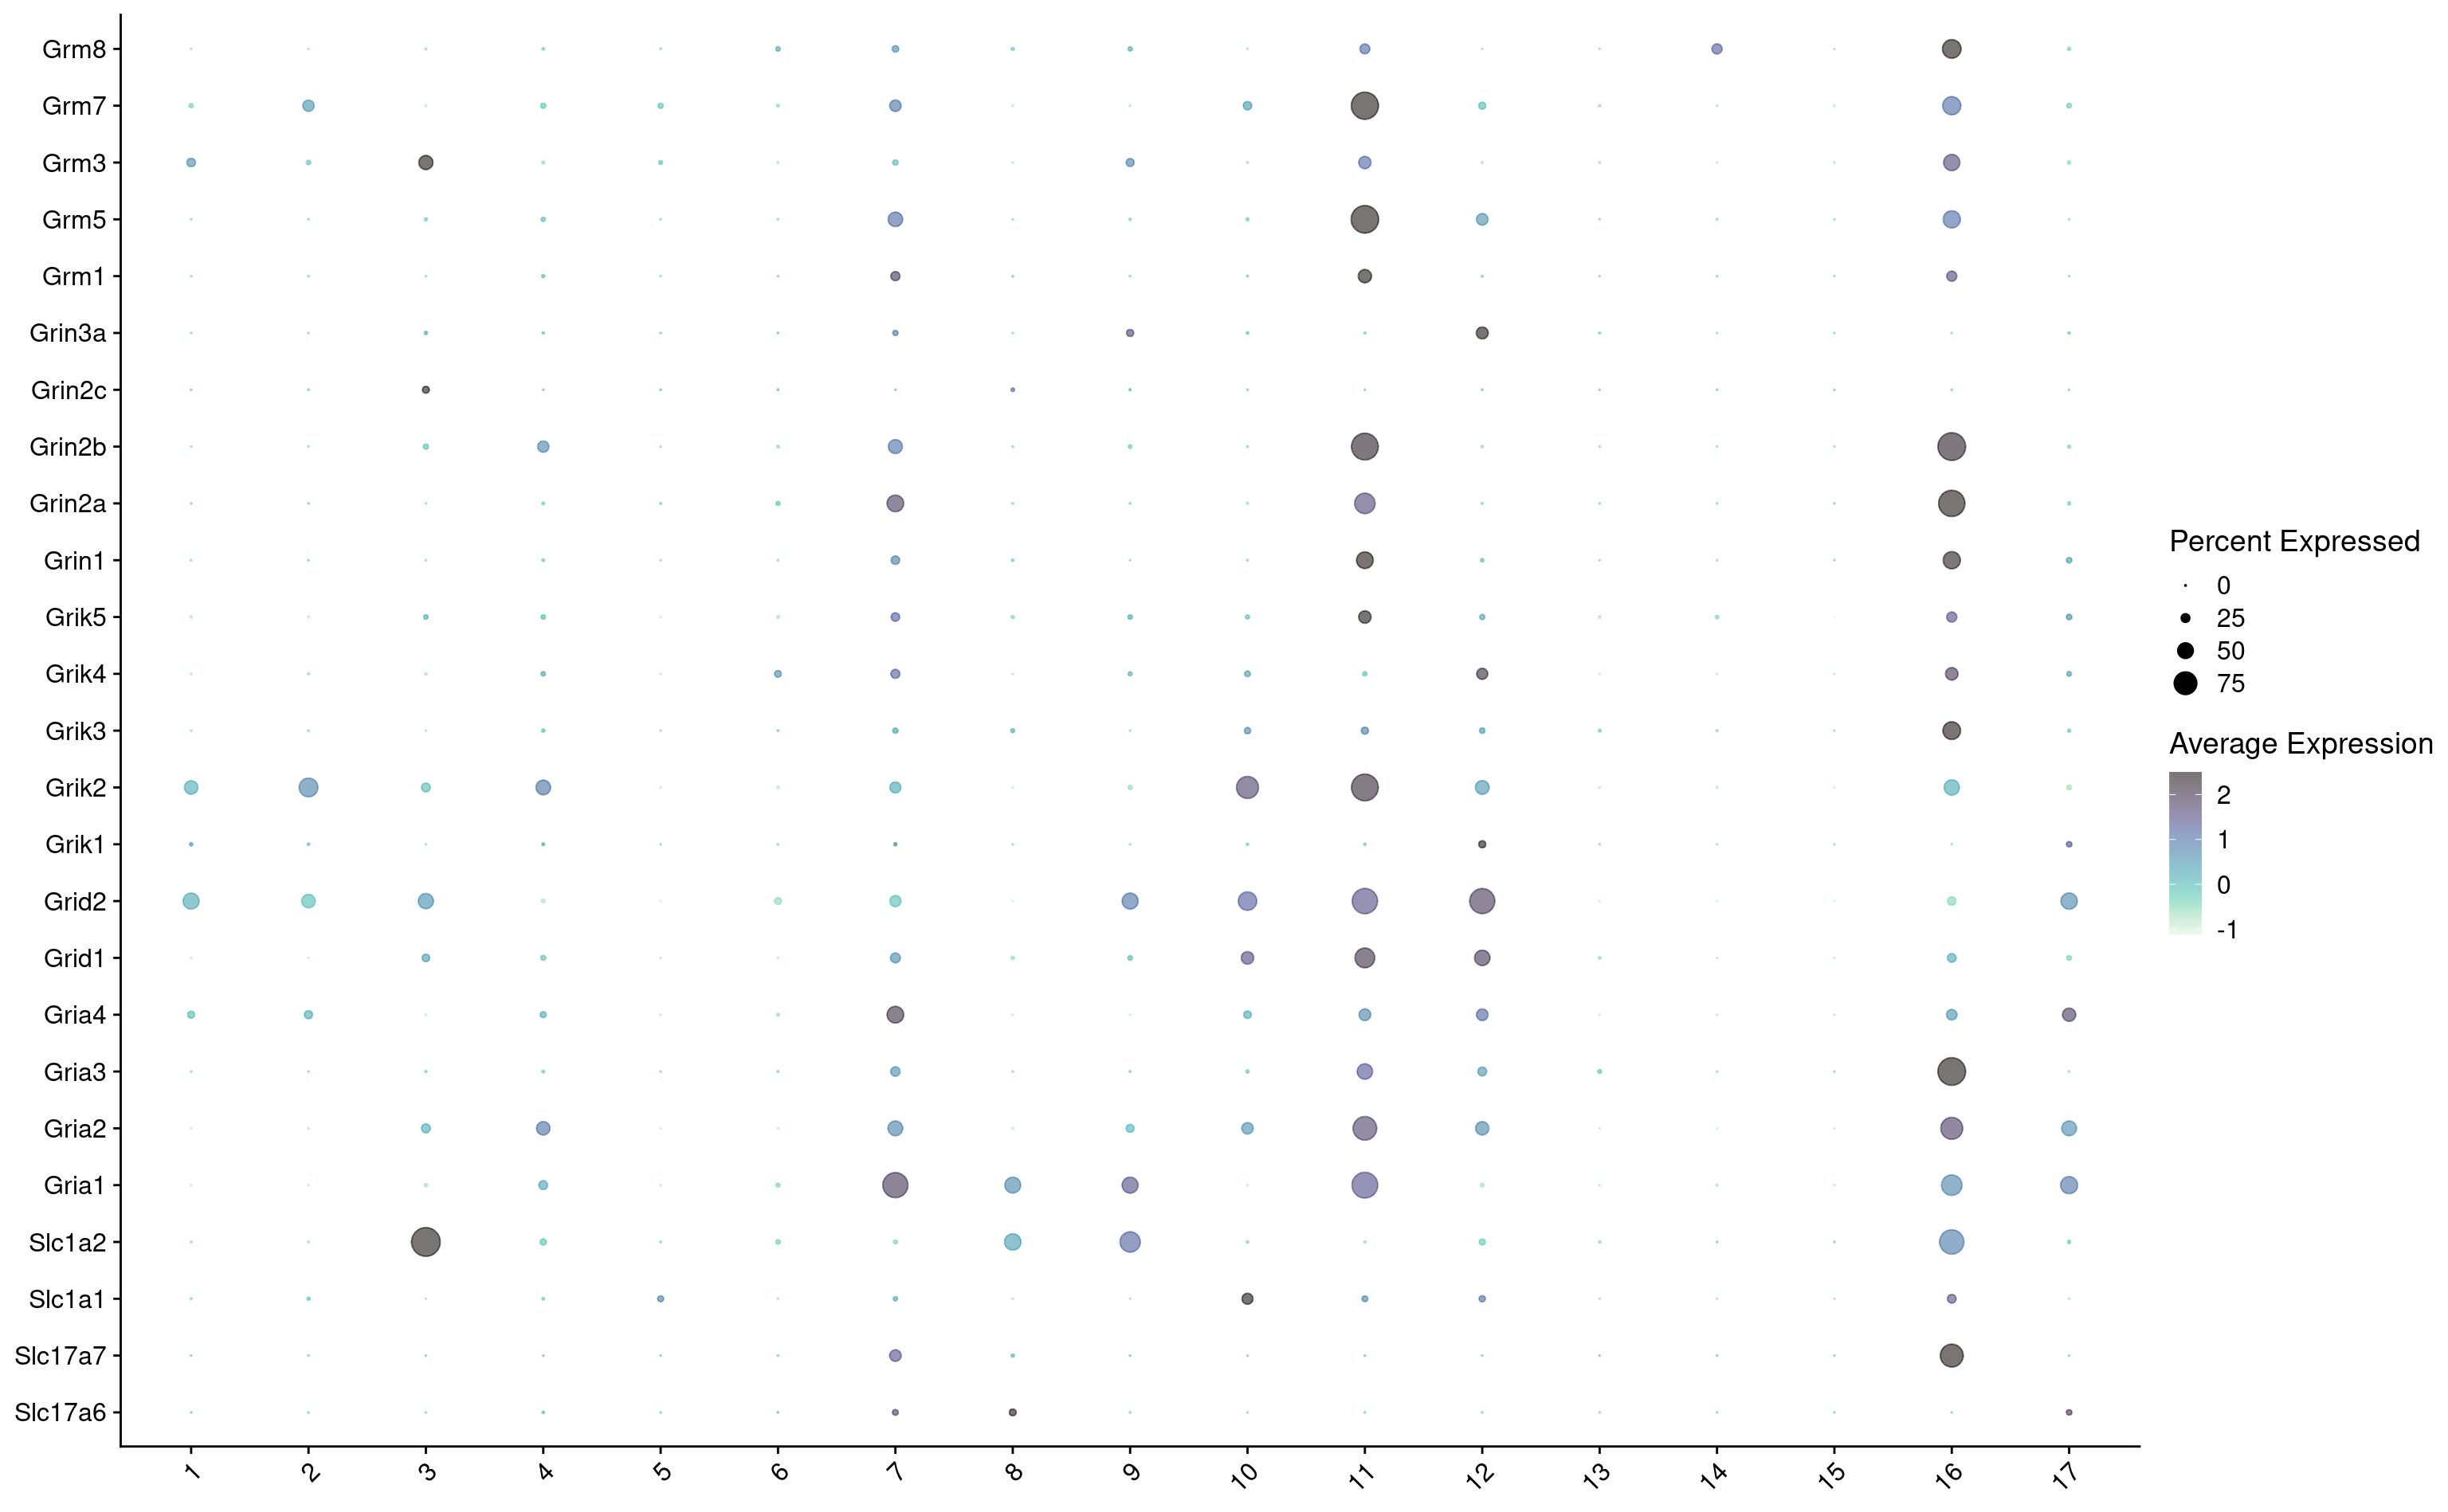 Grm8
Grm7
Grm3
Grm5
Grm1
Grin3a
Grin2c
Grin2b
Grin2a
Grin1
Grik5
Grik4
Grik3
Grik2
Grik1
Grid2
Grid1
Gria4
Gria3
Gria2
Gria1
Slc1a2
Slc1a1
Slc17a7
Slc17a6
1 2 3 4 5 6 7 8 9 10 11 12 13 14 15 16 17
Percent Expressed
0
25
50
75
Average Expression
2
1
0
-1